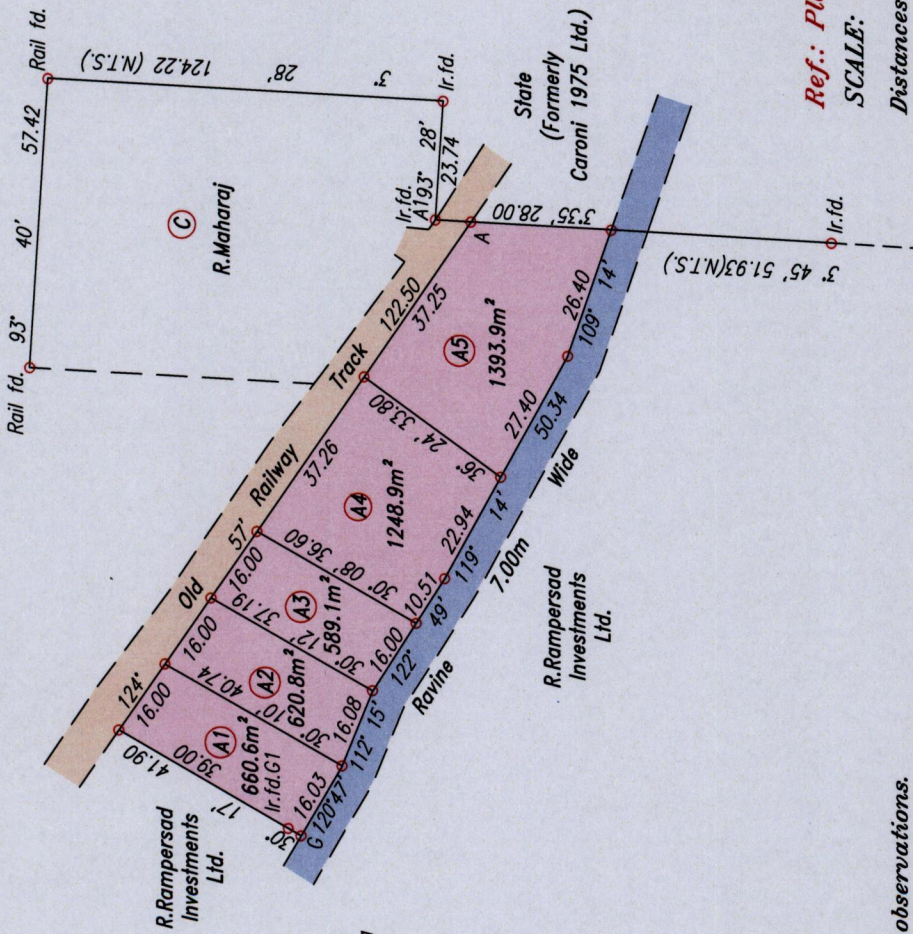 Rail fd.
93°
40'
57.42
Rail fd.
124.22 (N.T.S.)
28'
3°
C
R.Maharaj
Ir.fd.
A1
93°
28'
23.74
Ir.fd.
State
(Formerly
Caroni 1975 Ltd.)
A
3°35' 28.00
3° 45' 51.93(N.T.S.)
Ir.fd.
124°
Old
57'
Railway
Track
122.50
16.00
16.00
16.00
37.26
37.25
R.Rampersad
Investments
Ltd.
41.90
39.00
17'
30°
Ir.fd.G1
G
A1
660.6m²
40.74
10'
30°
A2
620.8m²
37.19
12'
30°
A3
589.1m²
36.60
08'
30°
A4
1248.9m²
33.80
24'
36°
A5
1393.9m²
120°47'
16.03
112°
15'
16.08
122°
49'
16.00
10.51
119°
14'
22.94
27.40
50.34
109°
14'
26.40
Ravine
7.00m
Wide
R.Rampersad
Investments
Ltd.
SCALE:
Distances
observations.
Ref.: